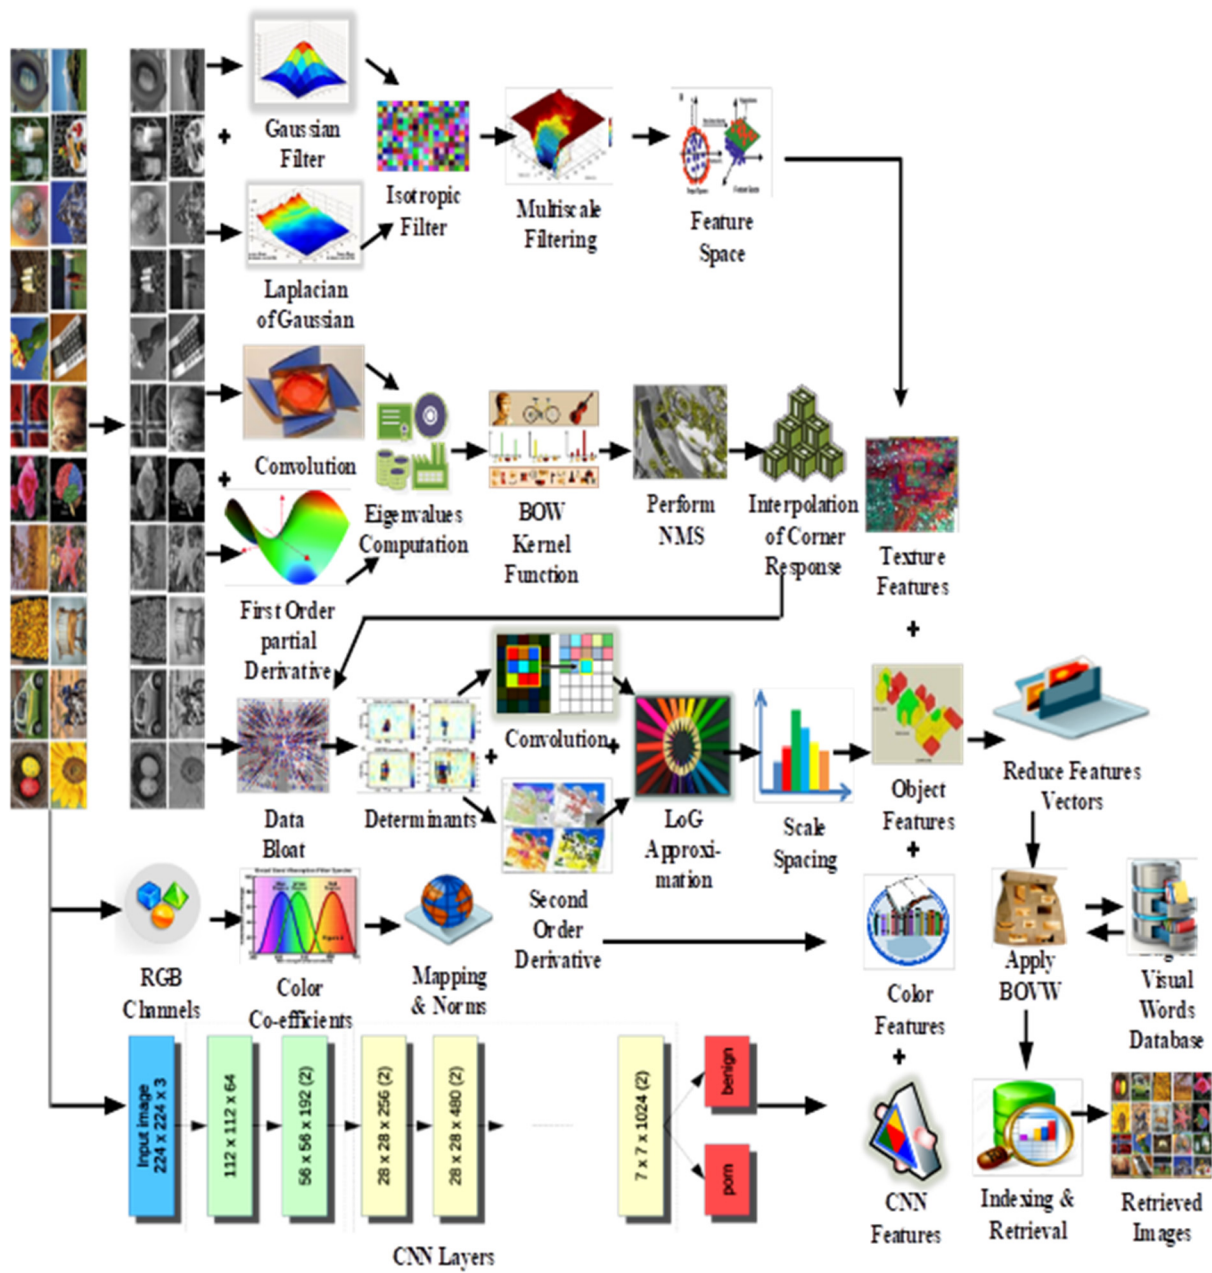 Gaussian
Filter
Isotropic
Filter
Multiscale
Filtering
Feature
Space
Laplacian
of Gaussian
Convolution
Eigenvalues
Computation
BOW
Kernel
Function
Perform
NMS
Interpolation
of Corner
Response
Texture
Features
First Order
partial
Derivative
Convolution
Data
Bloat
Determinants
LoG
Approxi-
mation
Scale
Spacing
Object
Features
Reduce Features
Vectors
Second
Order
Derivative
RGB
Channels
Color
Co-efficients
Mapping
& Norms
Color
Features
Apply
BOVW
Visual
Words
Database
Input image
224 x 224 x 3
112 x 112 x 64
56 x 56 x 192 (2)
28 x 28 x 256 (2)
28 x 28 x 480 (2)
7 x 7 x 1024 (2)
benign
porn
CNN Layers
CNN
Features
Indexing &
Retrieval
Retrieved
Images